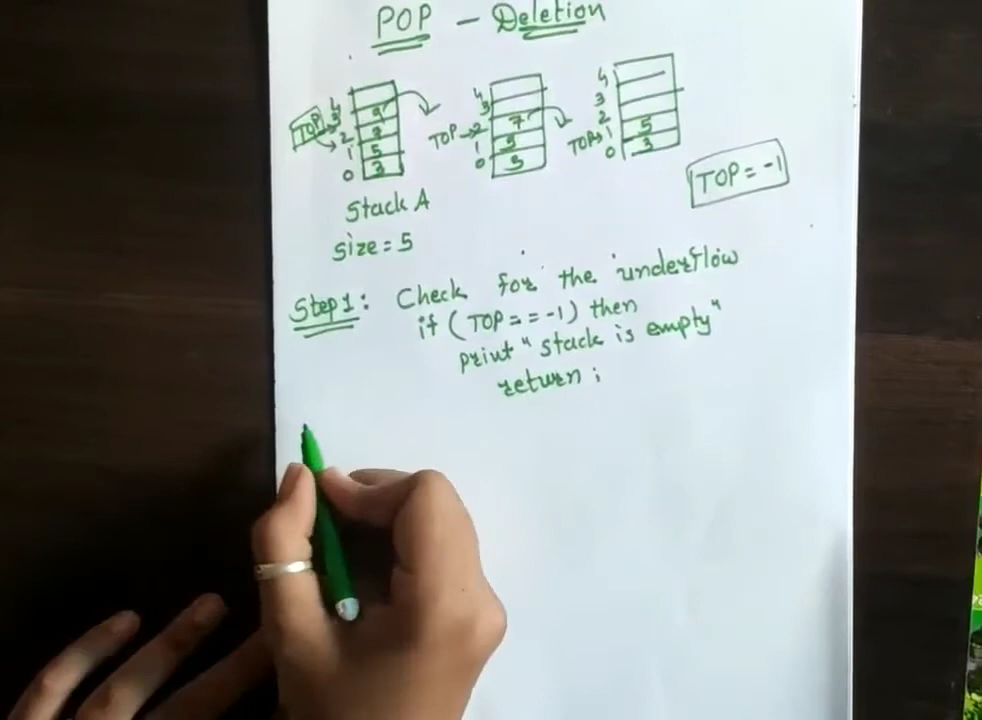 POP - Deletion
4 3 2 1 0
TOP
9
7
5
3
4 3 2 1 0
TOP
7
5
3
4 3 2 1 0
TOP
5
3
TOP = -1
Stack A
size = 5
Step 1: Check for the underflow
if (TOP = = -1) then
print " stack is empty"
return ;